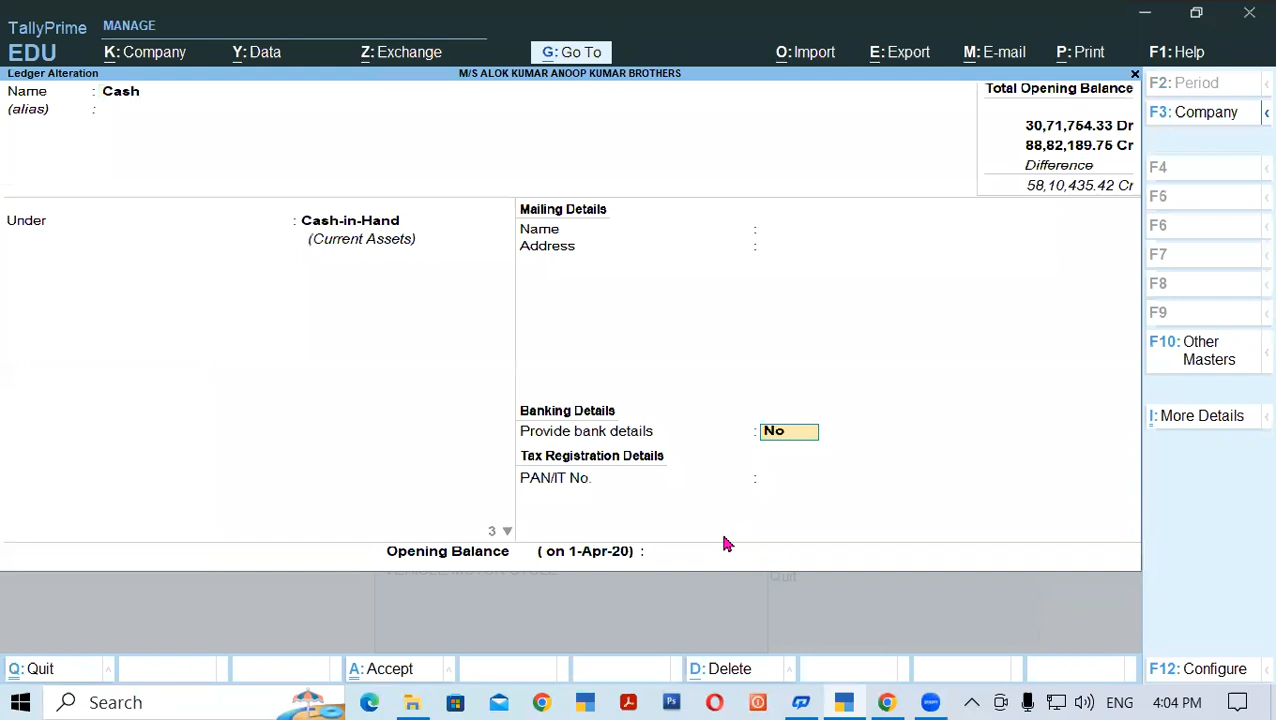 TallyPrime
EDU
MANAGE
K: Company
Y: Data
Z: Exchange
G: Go To
O: Import
E: Export
M: E-mail
P: Print
F1: Help
Ledger Alteration
M/S ALOK KUMAR ANOOP KUMAR BROTHERS
Name : Cash
(alias) :
Total Opening Balance
30,71,754.33 Dr
88,82,189.75 Cr
Difference
58,10,435.42 Cr
Under : Cash-in-Hand
(Current Assets)
Mailing Details
Name :
Address :
Banking Details
Provide bank details : No
Tax Registration Details
PAN/IT No. :
3 ▼
Opening Balance ( on 1-Apr-20) :
Quit
F2: Period
F3: Company
F4
F6
F6
F7
F8
F9
F10: Other
Masters
I: More Details
Q: Quit
A: Accept
D: Delete
F12: Configure
Search
ENG
4:04 PM